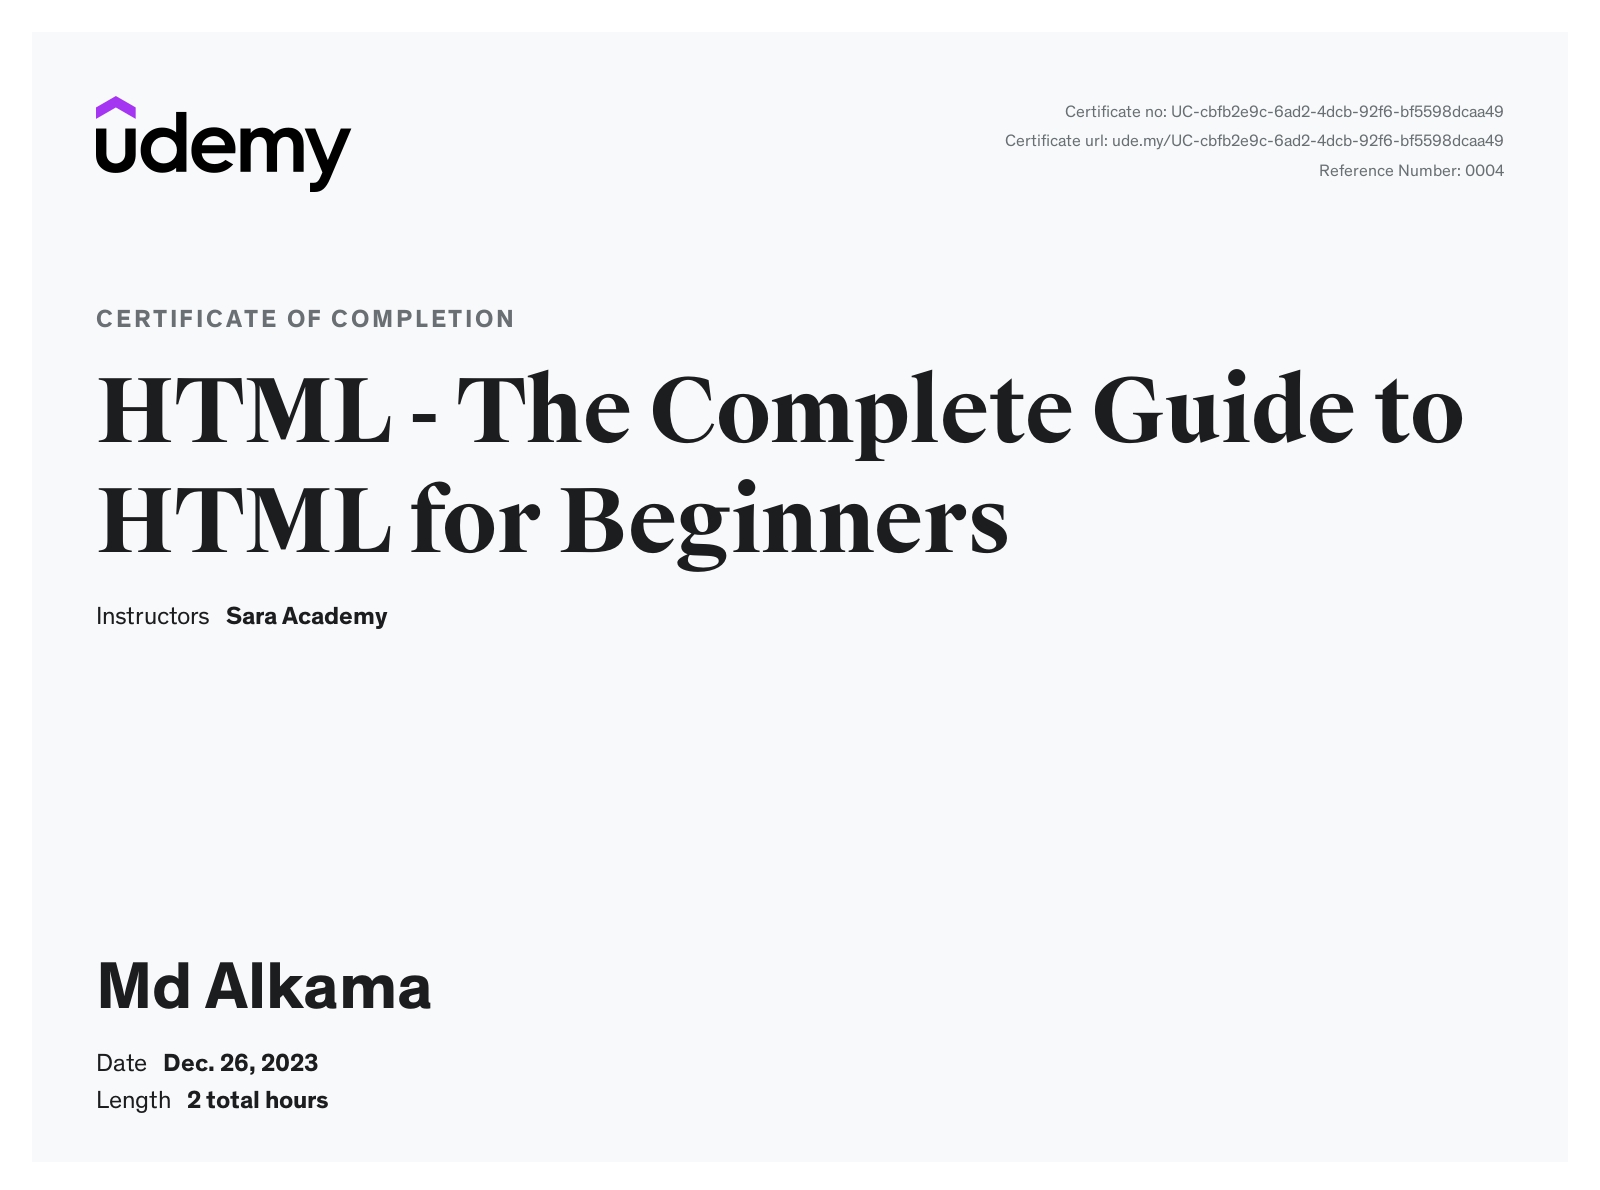 udemy
Certificate no: UC-cbfb2e9c-6ad2-4dcb-92f6-bf5598dcaa49
Certificate url: ude.my/UC-cbfb2e9c-6ad2-4dcb-92f6-bf5598dcaa49
Reference Number: 0004
CERTIFICATE OF COMPLETION
HTML - The Complete Guide to
HTML for Beginners
Instructors Sara Academy
Md Alkama
Date Dec. 26, 2023
Length 2 total hours